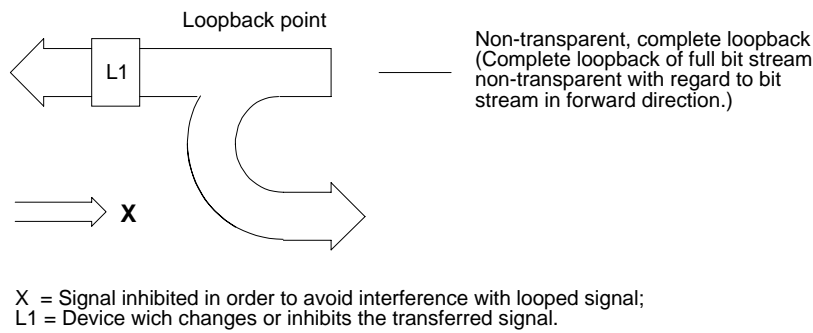 Loopback point
L1
Non-transparent, complete loopback
(Complete loopback of full bit stream
non-transparent with regard to bit
stream in forward direction.)
X
X = Signal inhibited in order to avoid interference with looped signal;
L1 = Device wich changes or inhibits the transferred signal.